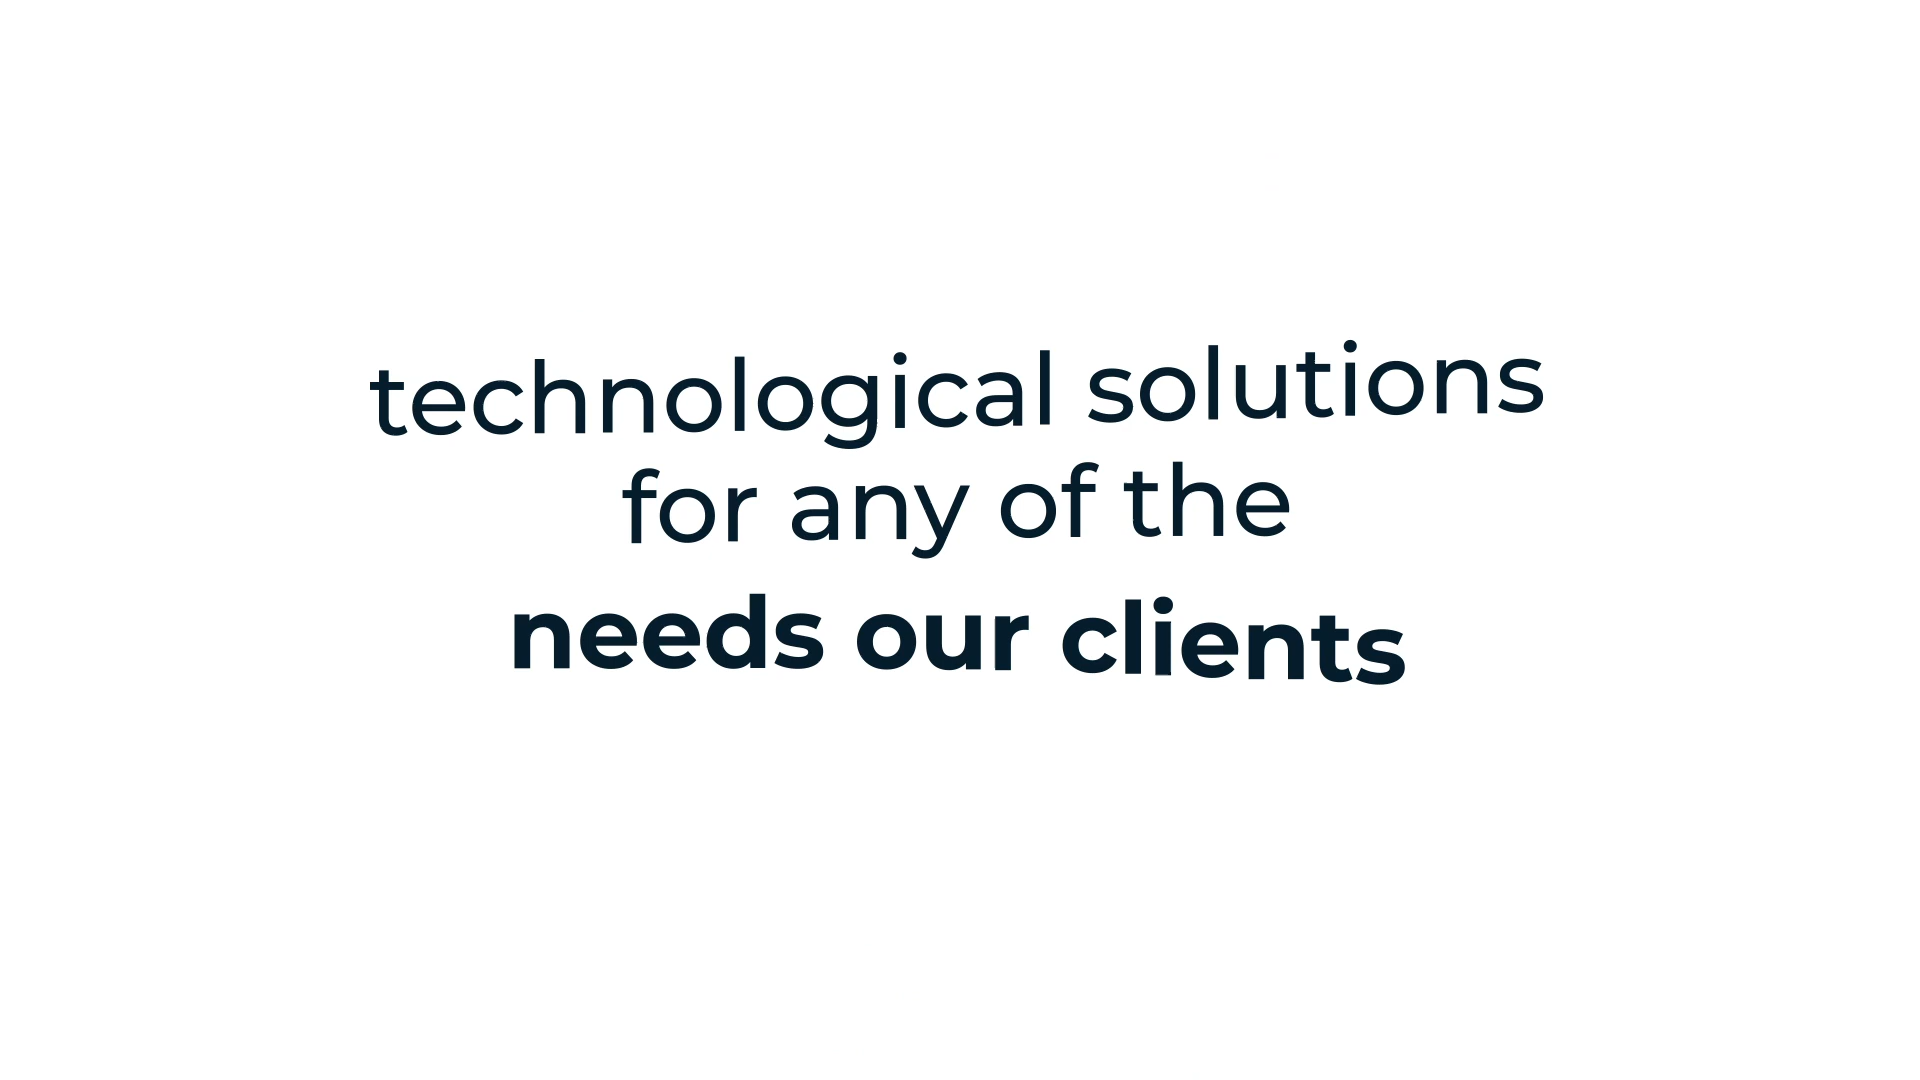 technological solutions
for any of the
needs our clients